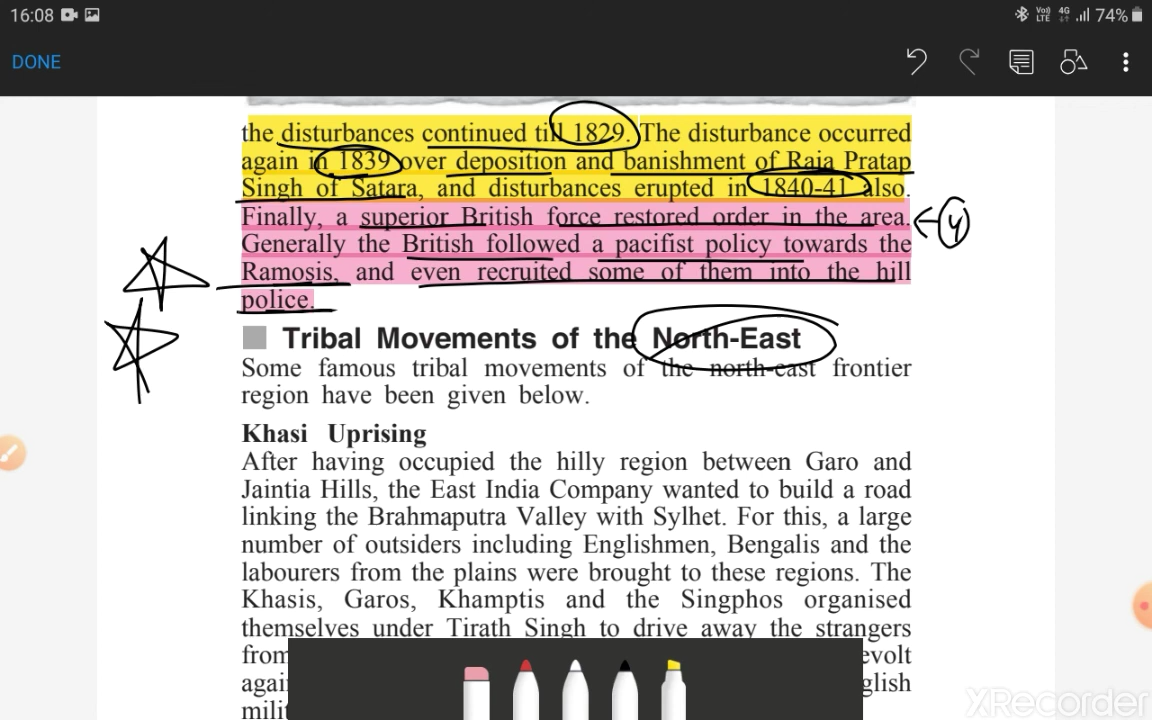 16:08
Vo)) LTE 4G 74%
DONE
the disturbances continued till 1829. The disturbance occurred
again in 1839 over deposition and banishment of Raja Pratap
Singh of Satara, and disturbances erupted in 1840-41 also.
Finally, a superior British force restored order in the area.
Generally the British followed a pacifist policy towards the
Ramosis, and even recruited some of them into the hill
police.
Tribal Movements of the North-East
Some famous tribal movements of the north-east frontier
region have been given below.
Khasi Uprising
After having occupied the hilly region between Garo and
Jaintia Hills, the East India Company wanted to build a road
linking the Brahmaputra Valley with Sylhet. For this, a large
number of outsiders including Englishmen, Bengalis and the
labourers from the plains were brought to these regions. The
Khasis, Garos, Khamptis and the Singphos organised
themselves under Tirath Singh to drive away the strangers
from evolt
agai glish
milit
XRecorder